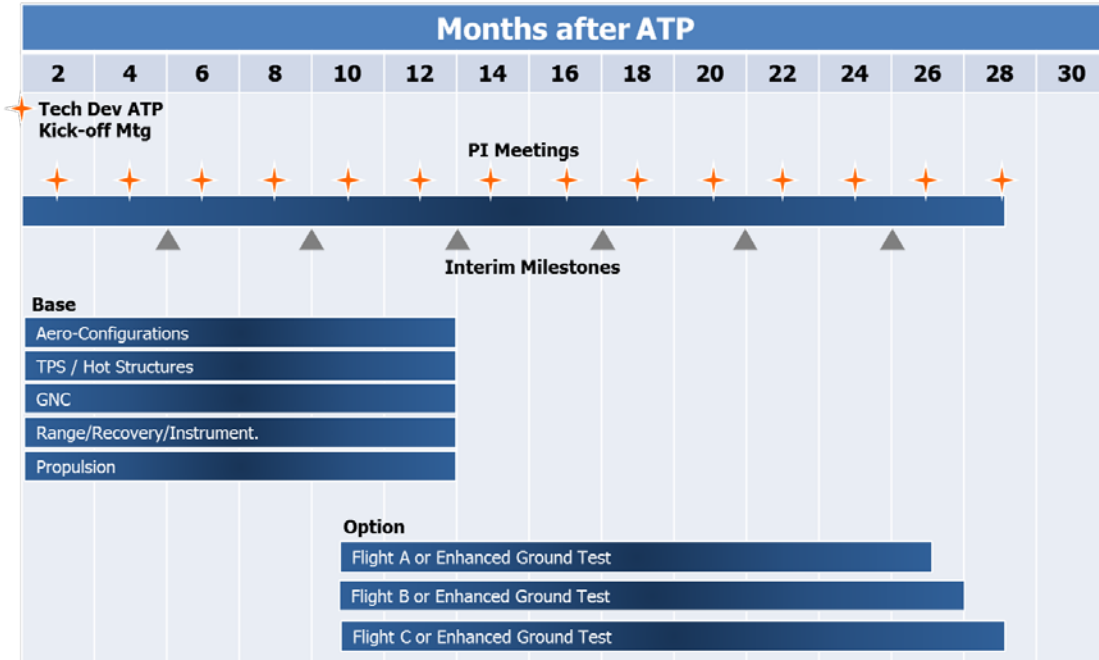 Months after ATP
2 4 6 8 10 12 14 16 18 20 22 24 26 28 30
Tech Dev ATP
Kick-off Mtg
PI Meetings
Interim Milestones
Base
Aero-Configurations
TPS / Hot Structures
GNC
Range/Recovery/Instrument.
Propulsion
Option
Flight A or Enhanced Ground Test
Flight B or Enhanced Ground Test
Flight C or Enhanced Ground Test